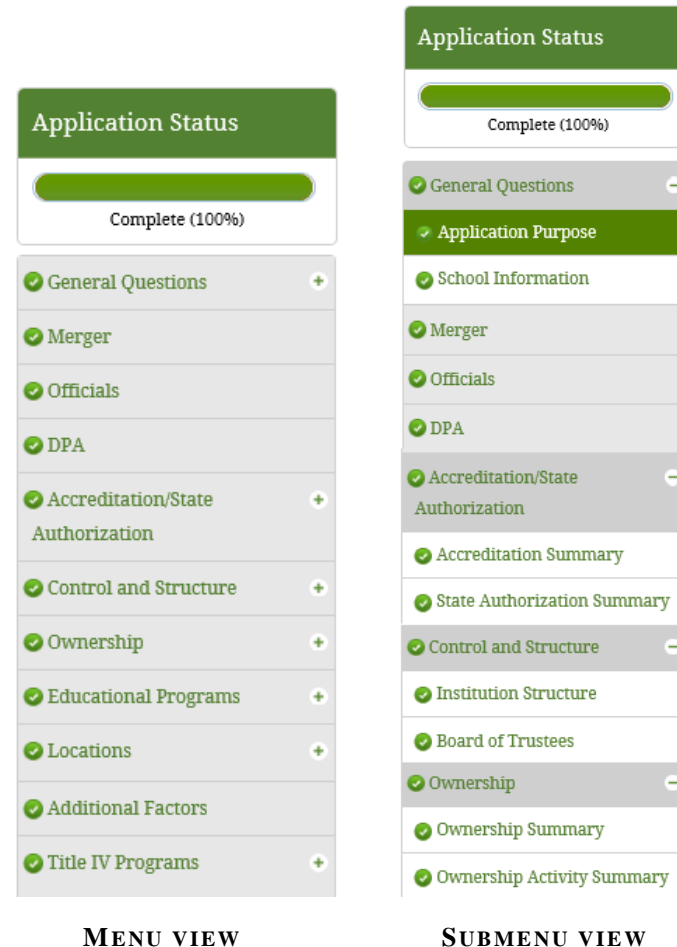 Application Status
Complete (100%)
General Questions
Merger
Officials
DPA
Accreditation/State
Authorization
Control and Structure
Ownership
Educational Programs
Locations
Additional Factors
Title IV Programs
MENU VIEW
Application Status
Complete (100%)
General Questions
Application Purpose
School Information
Merger
Officials
DPA
Accreditation/State
Authorization
Accreditation Summary
State Authorization Summary
Control and Structure
Institution Structure
Board of Trustees
Ownership
Ownership Summary
Ownership Activity Summary
SUBMENU VIEW